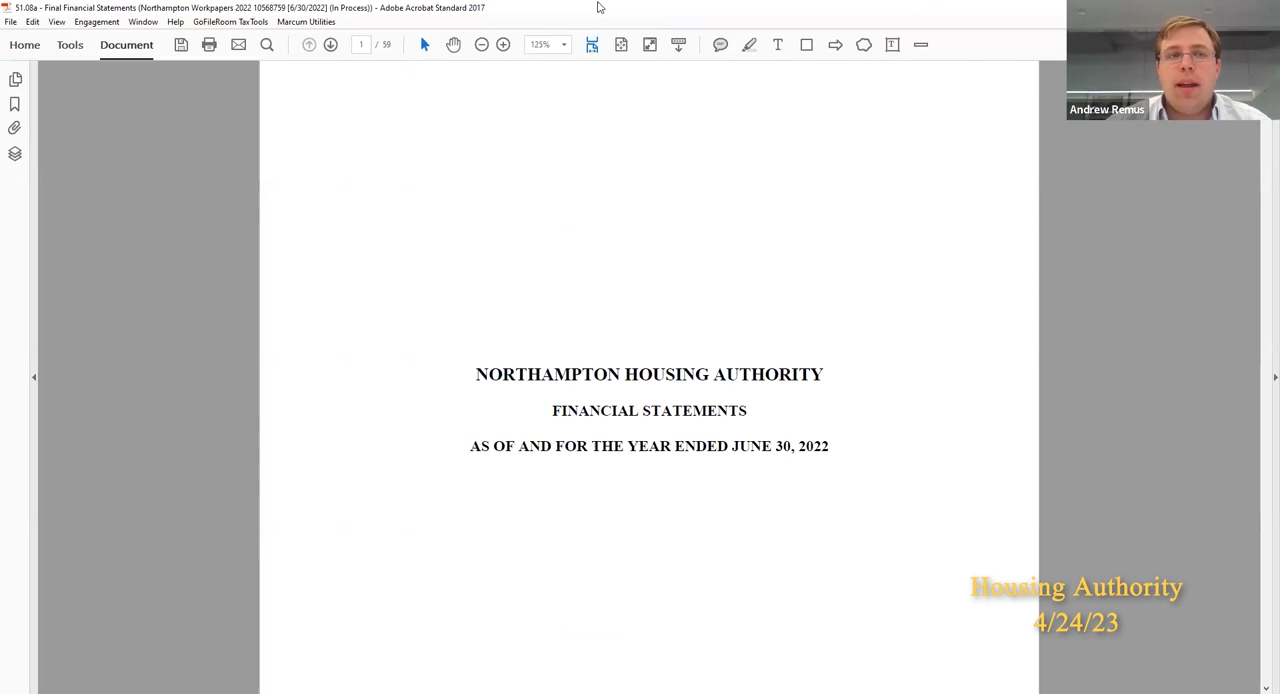 51.08a - Final Financial Statements (Northampton Workpapers 2022 10568759 [6/30/2022] (In Process)) - Adobe Acrobat Standard 2017
File Edit View Engagement Window Help GoFileRoom TaxTools Marcum Utilities
Home Tools Document 1 / 59 125%
Andrew Remus
NORTHAMPTON HOUSING AUTHORITY
FINANCIAL STATEMENTS
AS OF AND FOR THE YEAR ENDED JUNE 30, 2022
Housing Authority
4/24/23